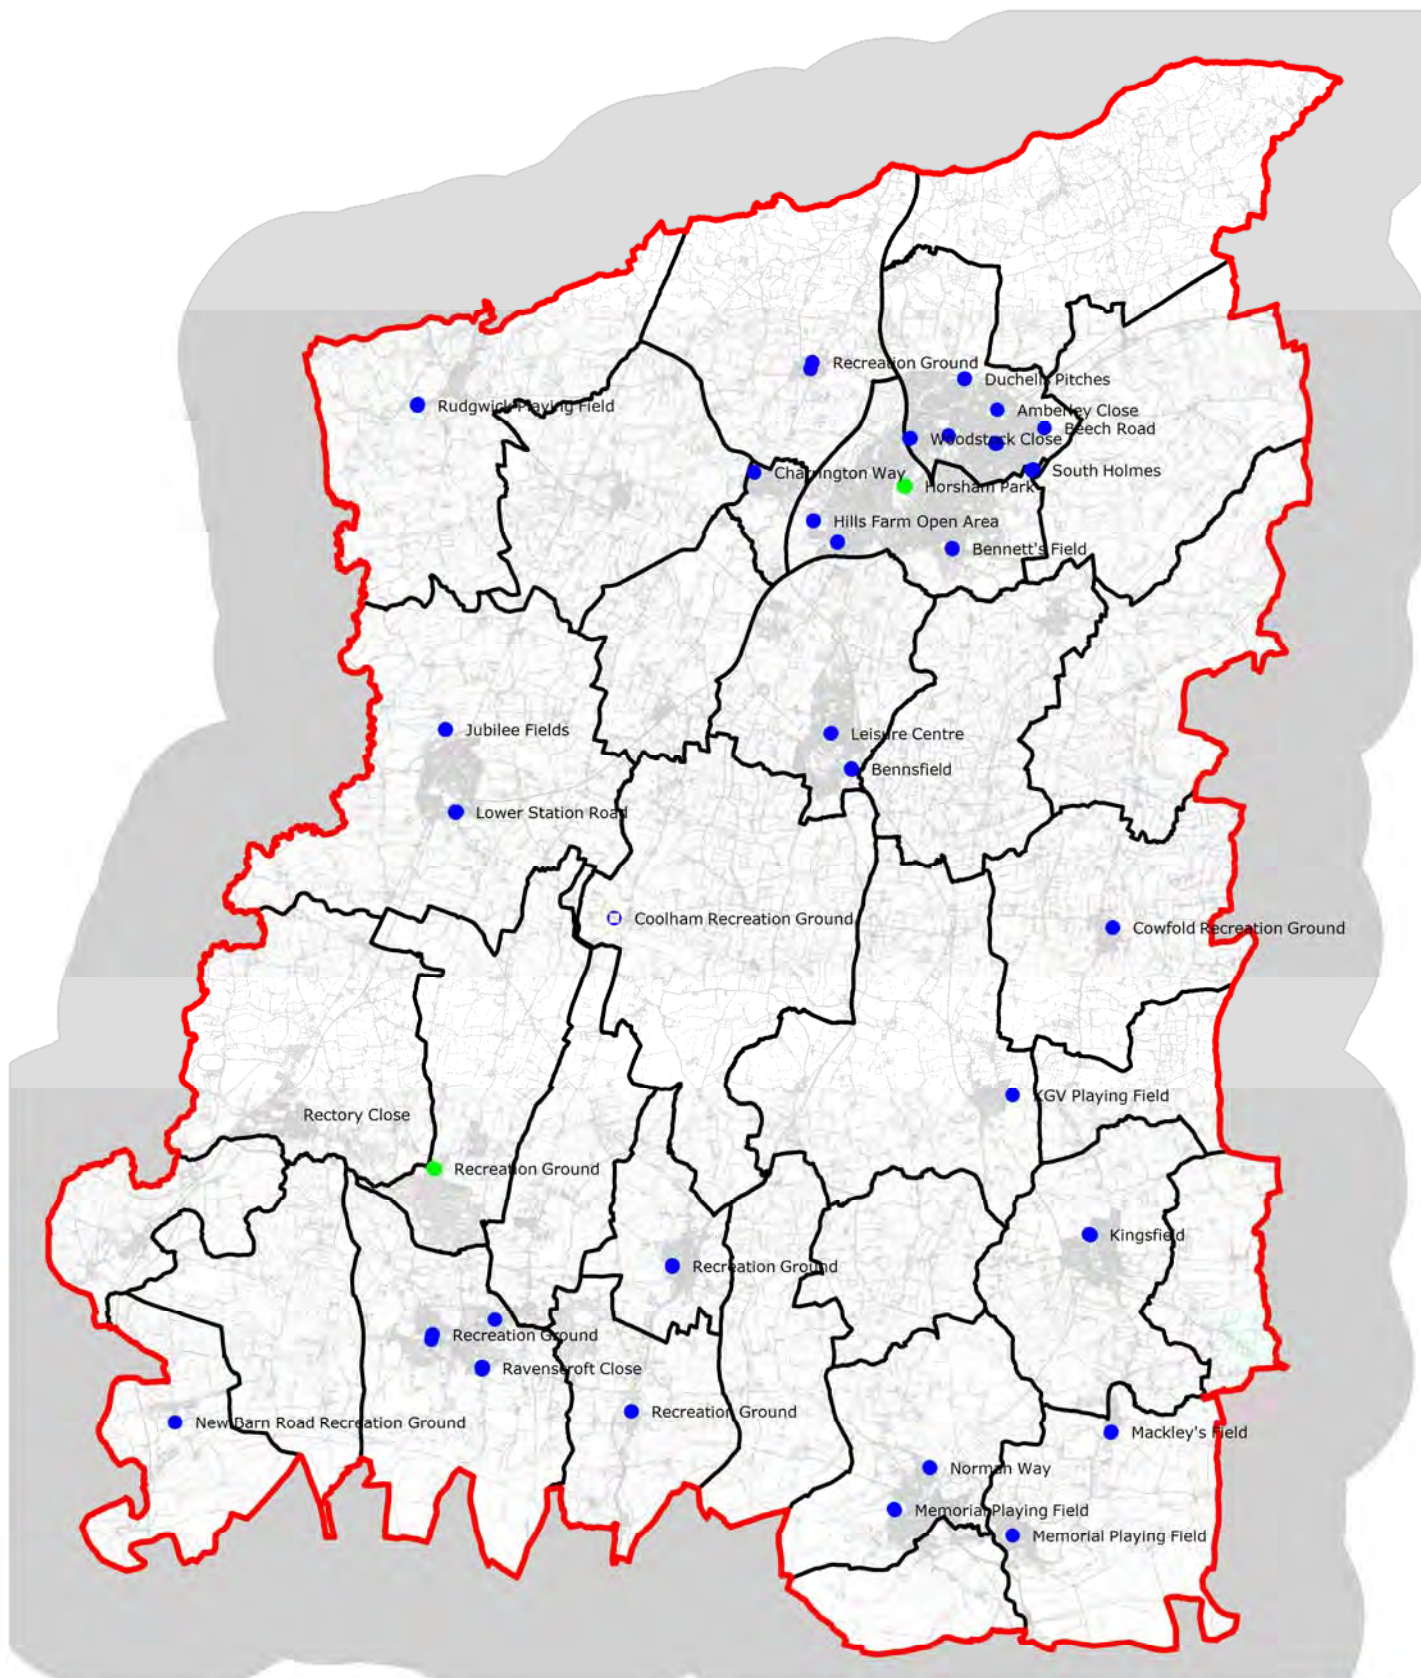 Recreation Ground
Duchells Pitches
Rudgwick Playing Field
Amberley Close
Beech Road
Woodstock Close
Charrington Way
South Holmes
Horsham Park
Hills Farm Open Area
Bennett's Field
Jubilee Fields
Leisure Centre
Bennsfield
Lower Station Road
Coolham Recreation Ground
Cowfold Recreation Ground
KGV Playing Field
Rectory Close
Recreation Ground
Kingsfield
Recreation Ground
Recreation Ground
Ravenscroft Close
Recreation Ground
New Barn Road Recreation Ground
Mackley's Field
Norman Way
Memorial Playing Field
Memorial Playing Field